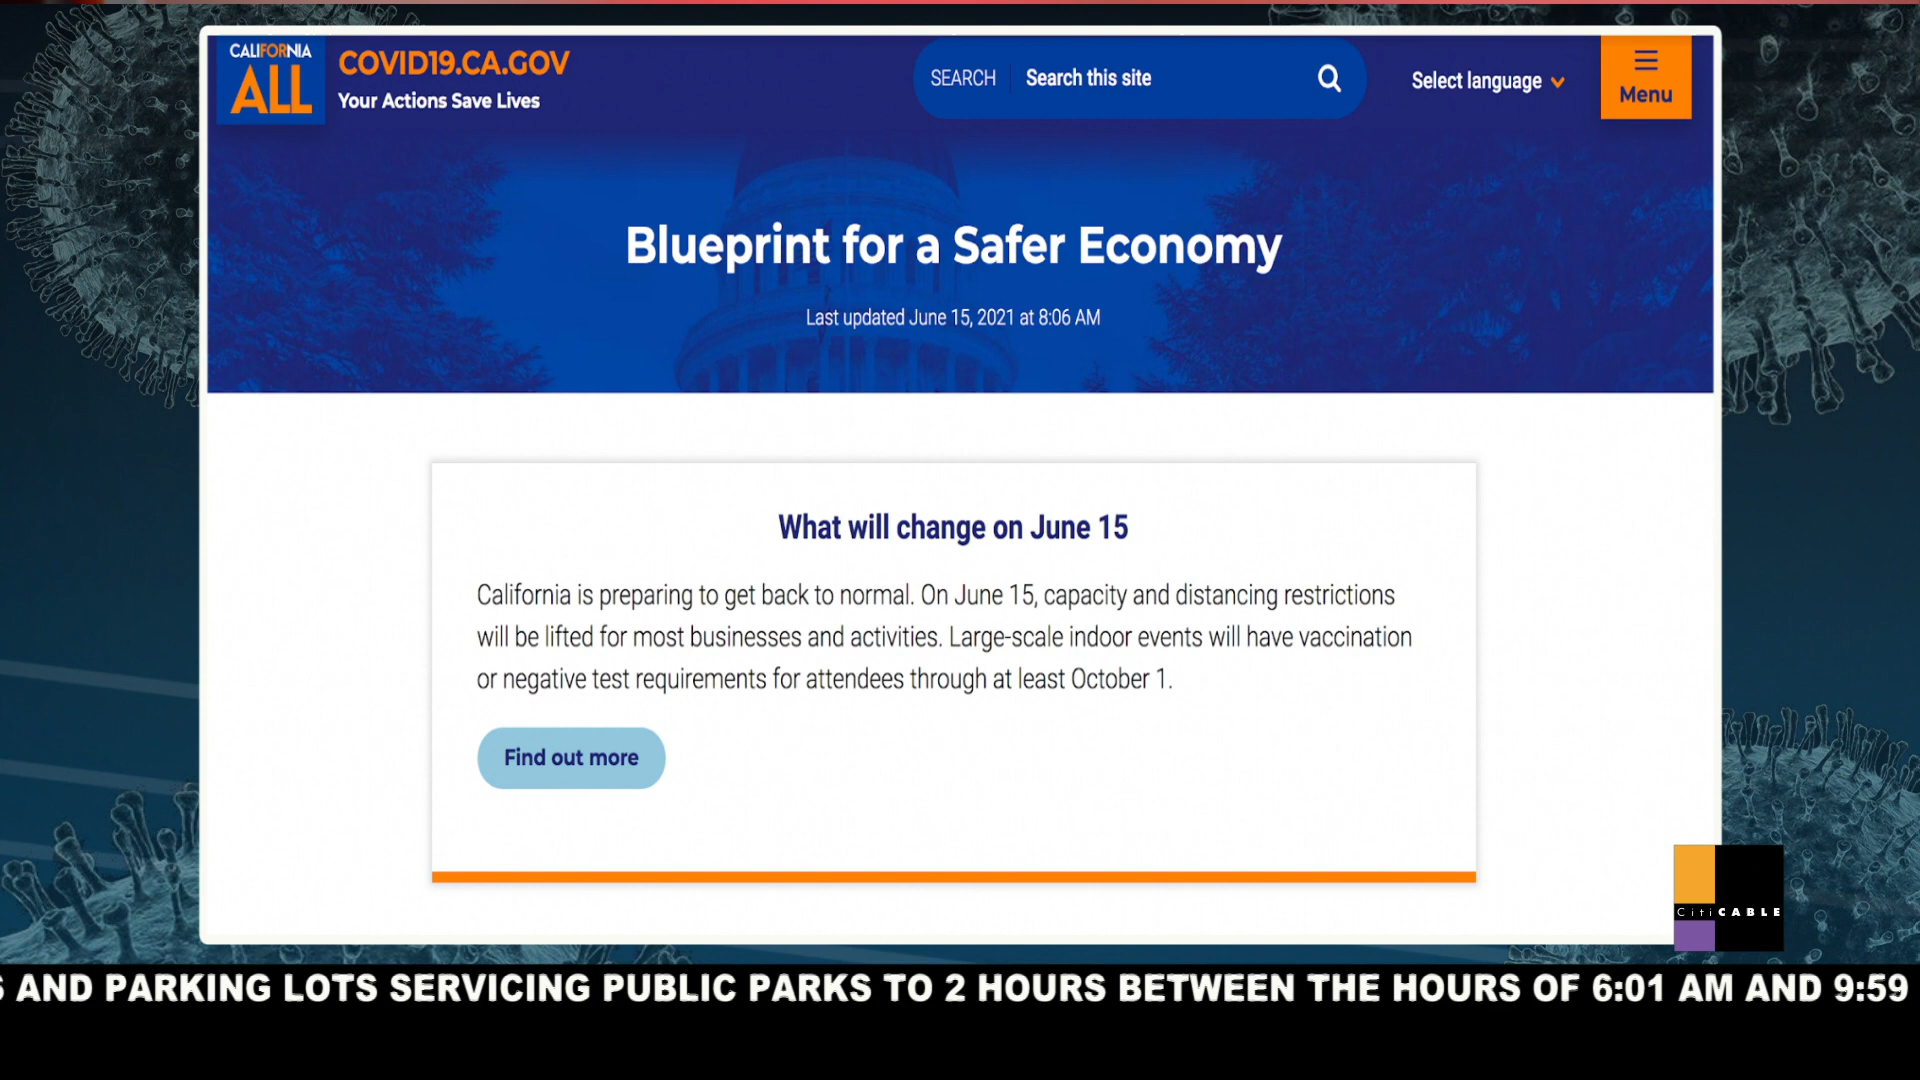 CALIFORNIA
ALL
COVID19.CA.GOV
Your Actions Save Lives
SEARCH
Search this site
Select language
Menu
Blueprint for a Safer Economy
Last updated June 15, 2021 at 8:06 AM
What will change on June 15
California is preparing to get back to normal. On June 15, capacity and distancing restrictions
will be lifted for most businesses and activities. Large-scale indoor events will have vaccination
or negative test requirements for attendees through at least October 1.
Find out more
CitiCABLE
AND PARKING LOTS SERVICING PUBLIC PARKS TO 2 HOURS BETWEEN THE HOURS OF 6:01 AM AND 9:59